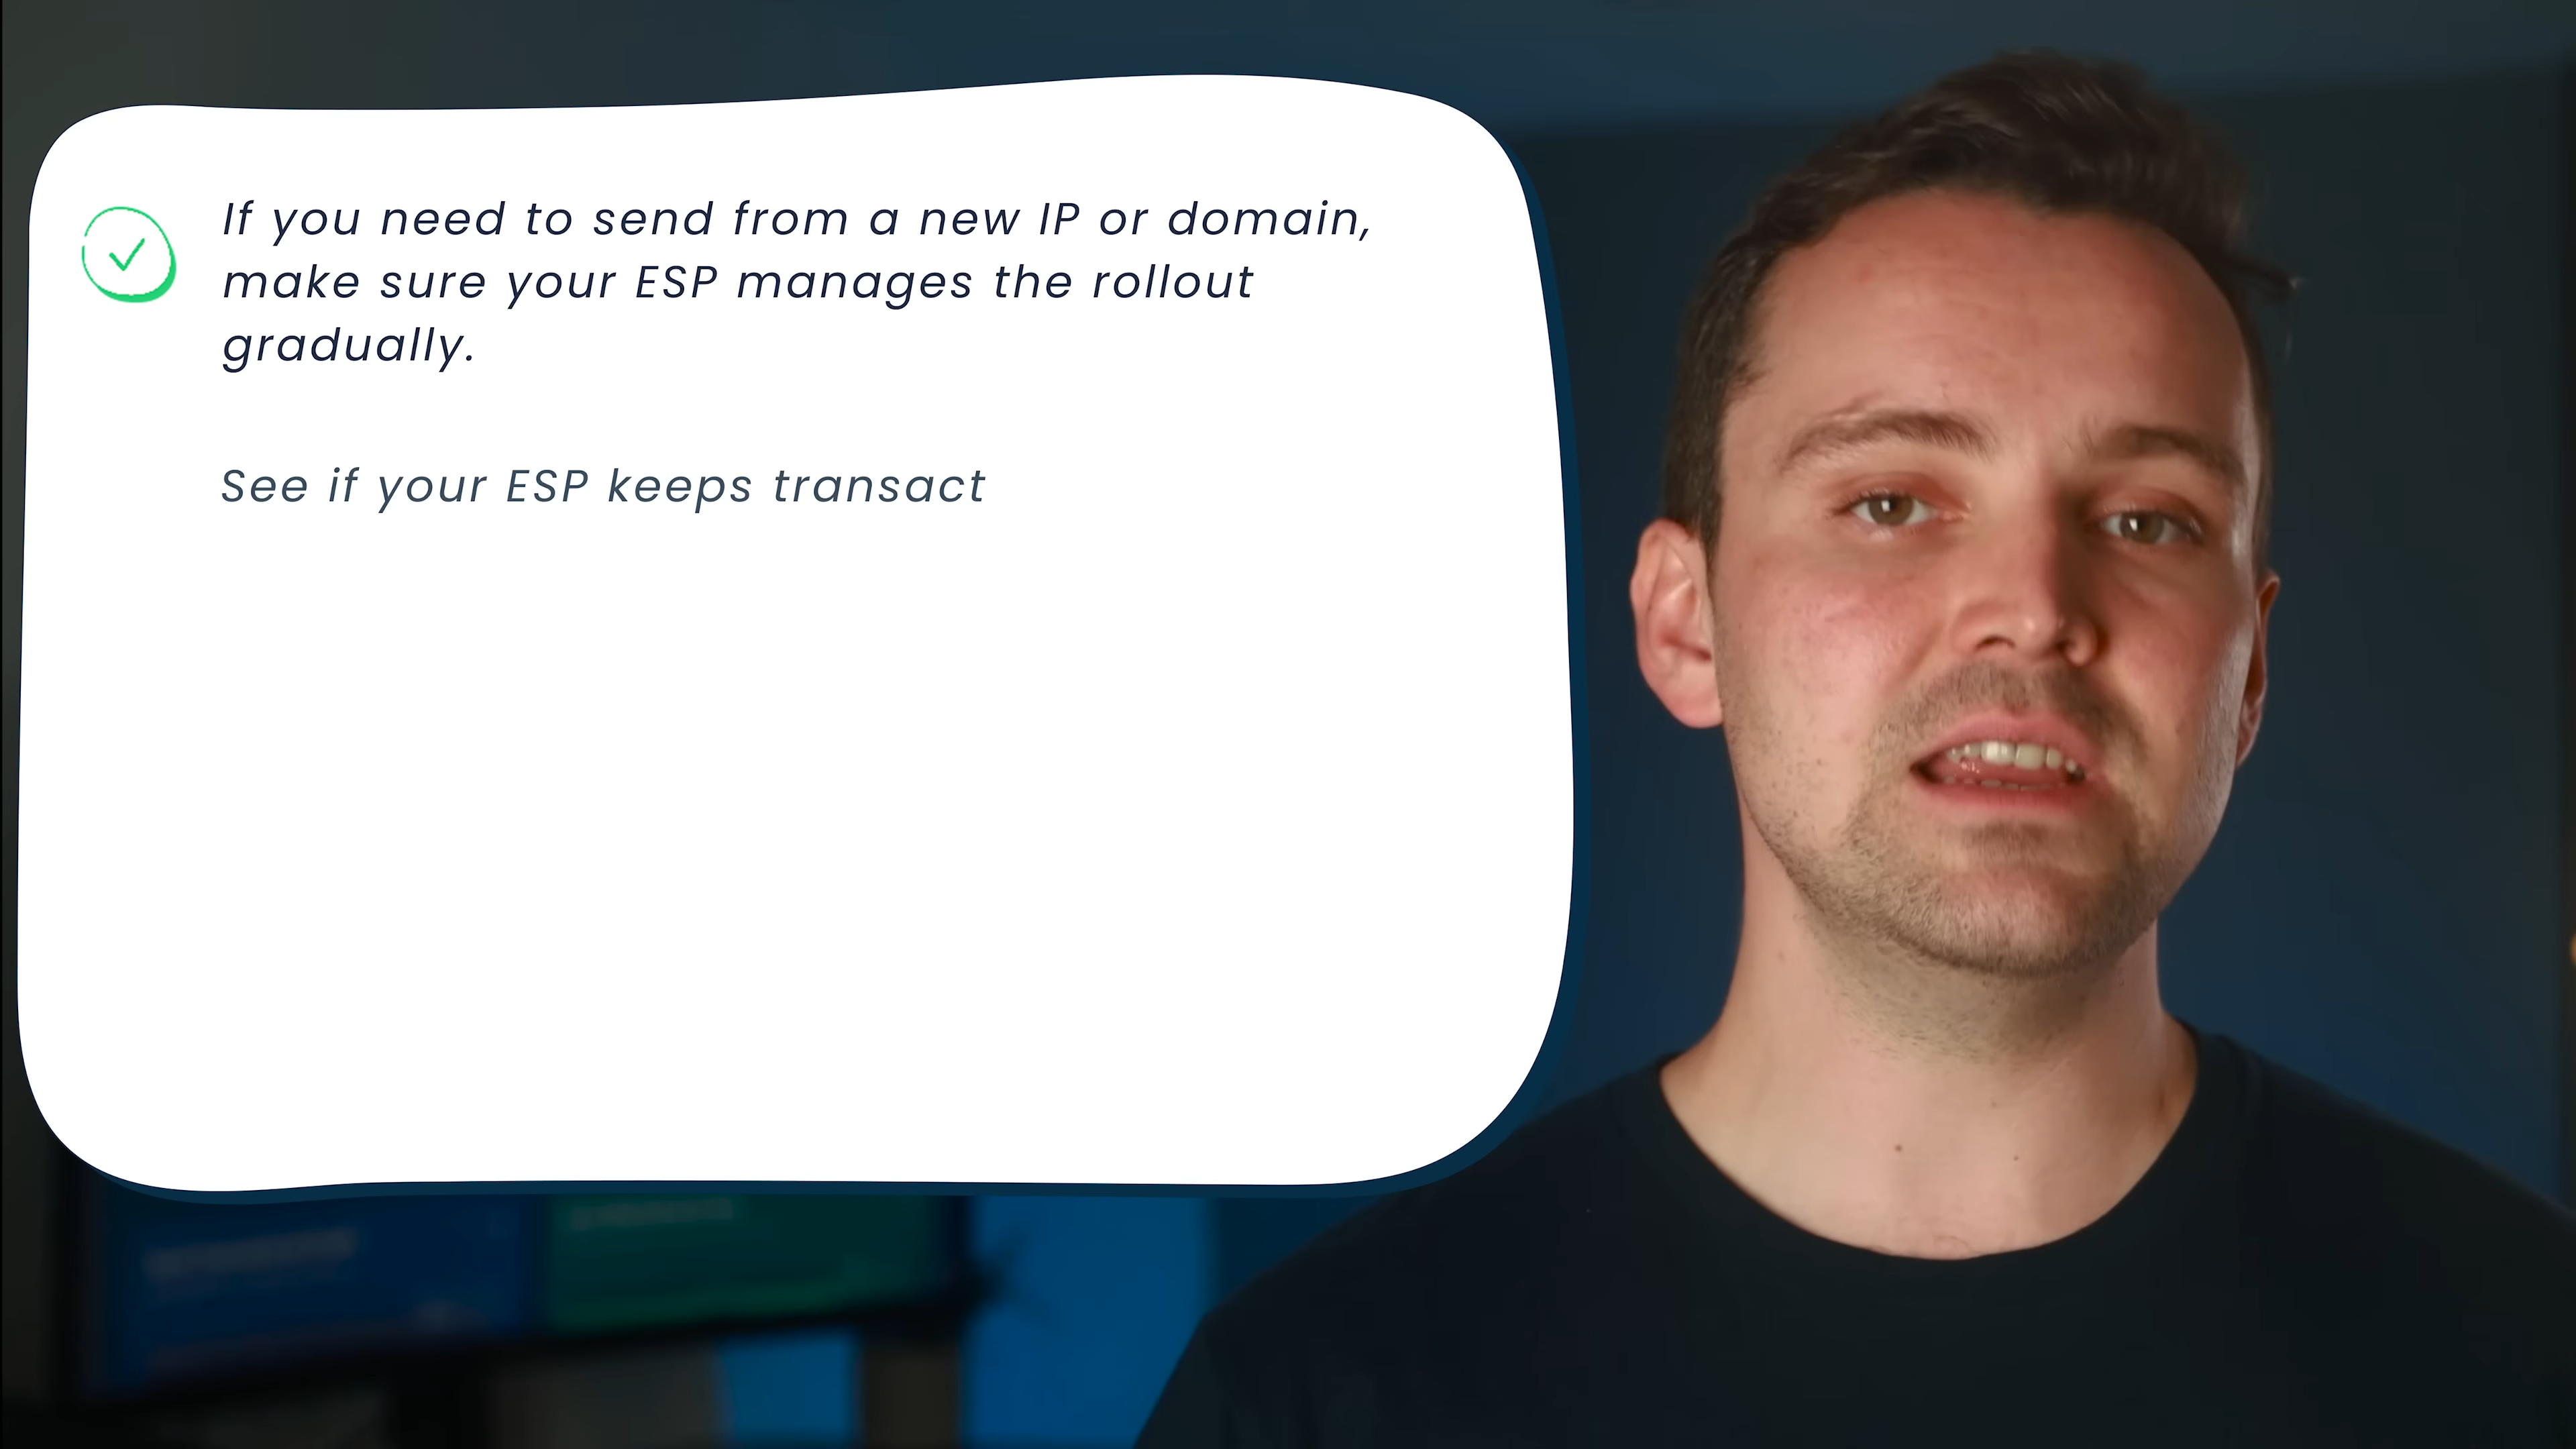 If you need to send from a new IP or domain,
make sure your ESP manages the rollout
gradually.
See if your ESP keeps transact